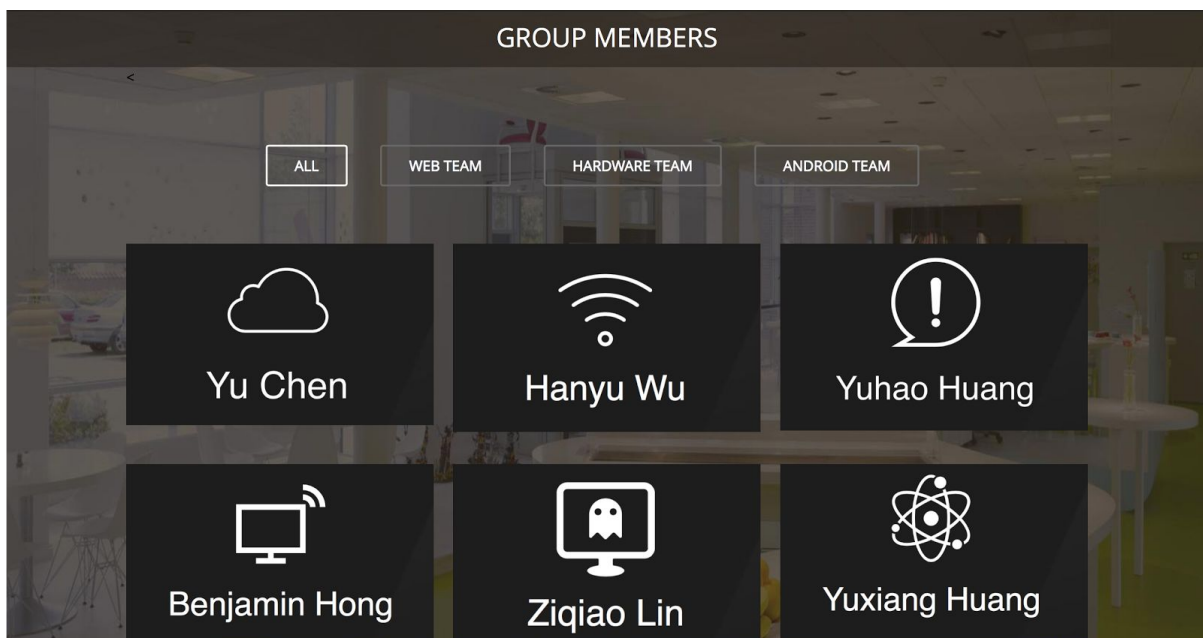 GROUP MEMBERS
<
ALL WEB TEAM HARDWARE TEAM ANDROID TEAM
Yu Chen Hanyu Wu Yuhao Huang
Benjamin Hong Ziqiao Lin Yuxiang Huang